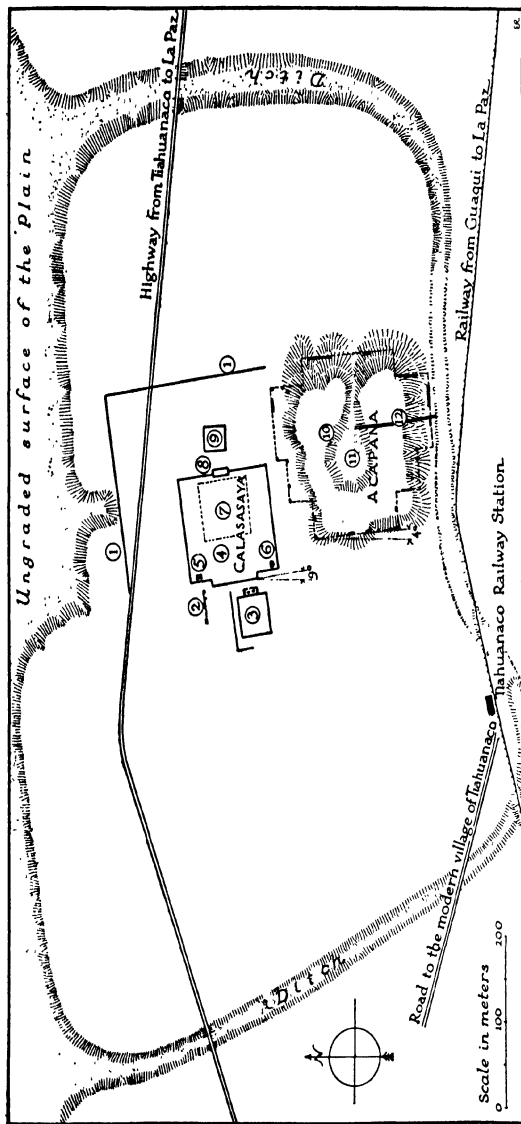 Ungraded surface of the Plain
Highway from Tiahuanaco to La Paz
Ditch
①
①
⑤
④
⑦
⑧
⑨
CALASASAYA
②
③
⑥
9°
⑩
⑪
ACAPANA
⑫
4°
Railway from Guaqui to La Paz
Tiahuanaco Railway Station
Road to the modern village of Tiahuanaco
Ditch
N
Scale in meters
0 100 200